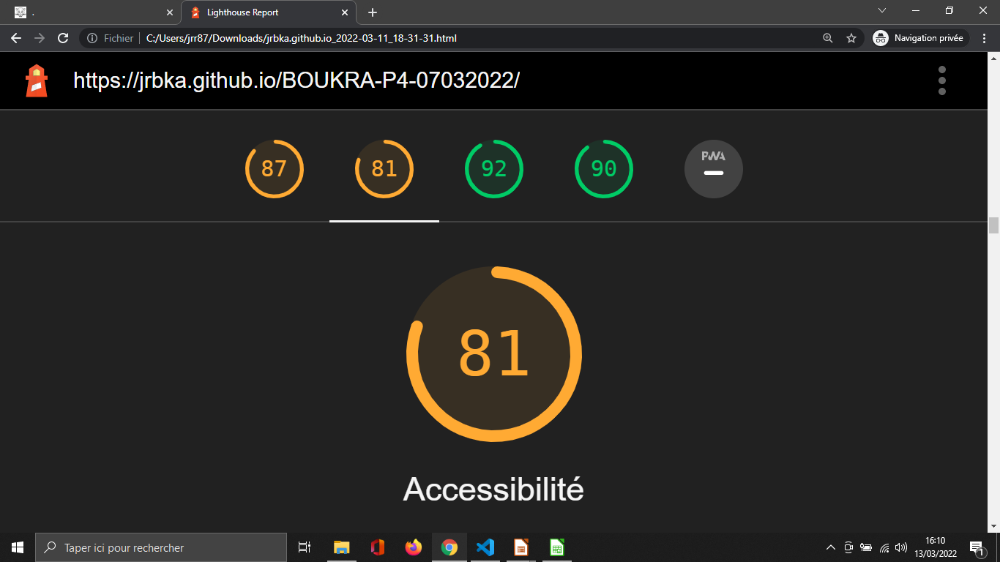 .
Lighthouse Report
Fichier
C:/Users/jrr87/Downloads/jrbka.github.io_2022-03-11_18-31-31.html
Navigation privée
https://jrbka.github.io/BOUKRA-P4-07032022/
87
81
92
90
PWA
81
Accessibilité
Taper ici pour rechercher
16:10
13/03/2022
1